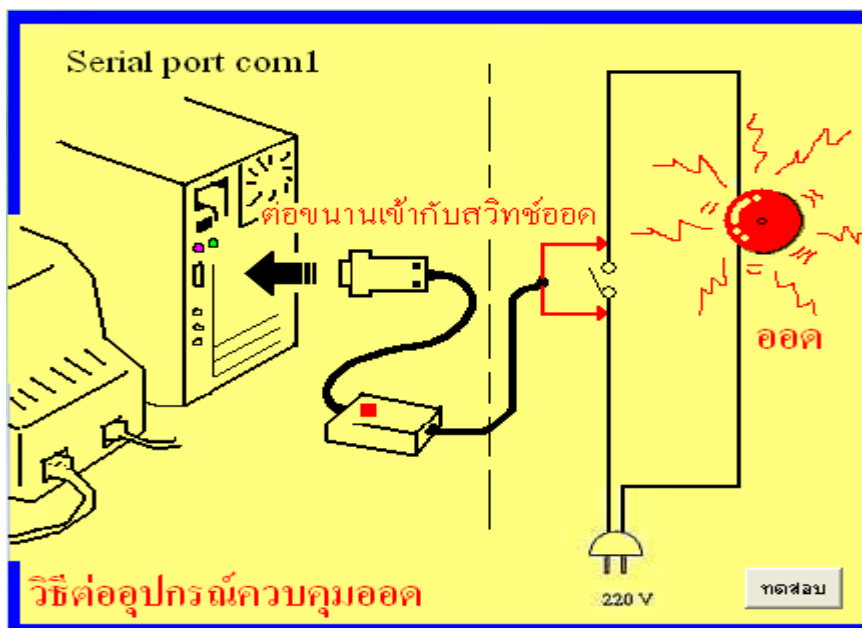 Serial port com1
ต่อขนานเข้ากับสวิทช์ออด
ออด
วิธีต่ออุปกรณ์ควบคุมออด
220 V
ทดสอบ